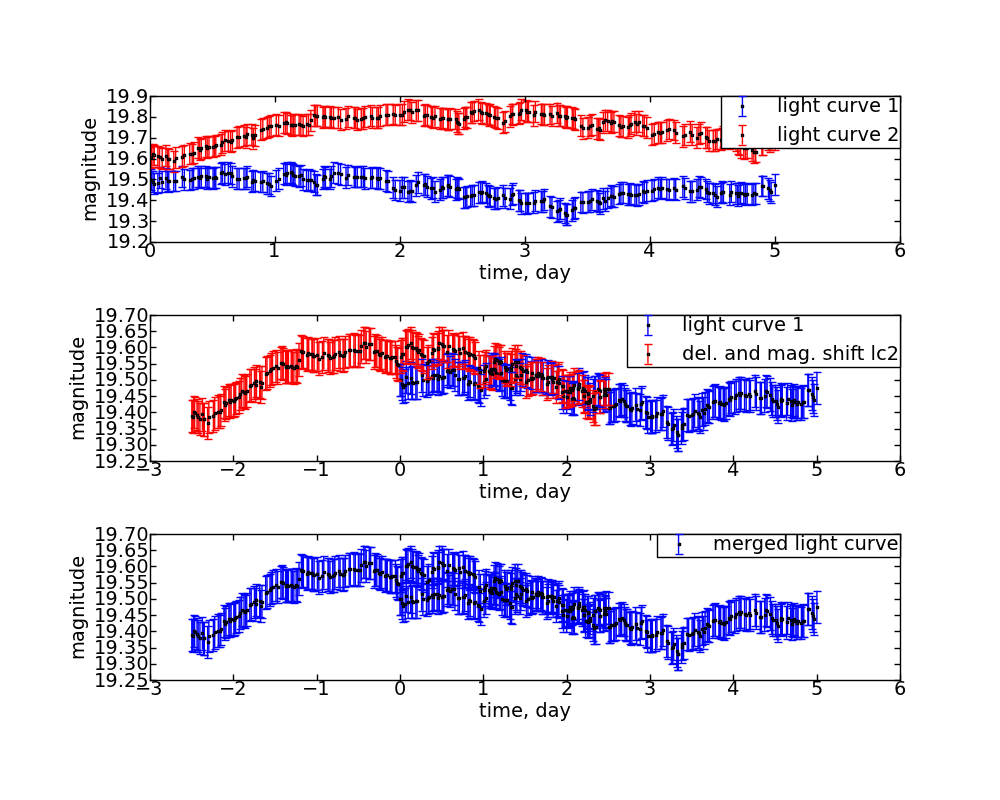 19.9
19.8
19.7
19.6
19.5
19.4
19.3
19.2
magnitude
light curve 1
light curve 2
0 1 2 3 4 5 6
time, day
19.70
19.65
19.60
19.55
19.50
19.45
19.40
19.35
19.30
19.25
magnitude
light curve 1
del. and mag. shift lc2
−3 −2 −1 0 1 2 3 4 5 6
time, day
19.70
19.65
19.60
19.55
19.50
19.45
19.40
19.35
19.30
19.25
magnitude
merged light curve
−3 −2 −1 0 1 2 3 4 5 6
time, day